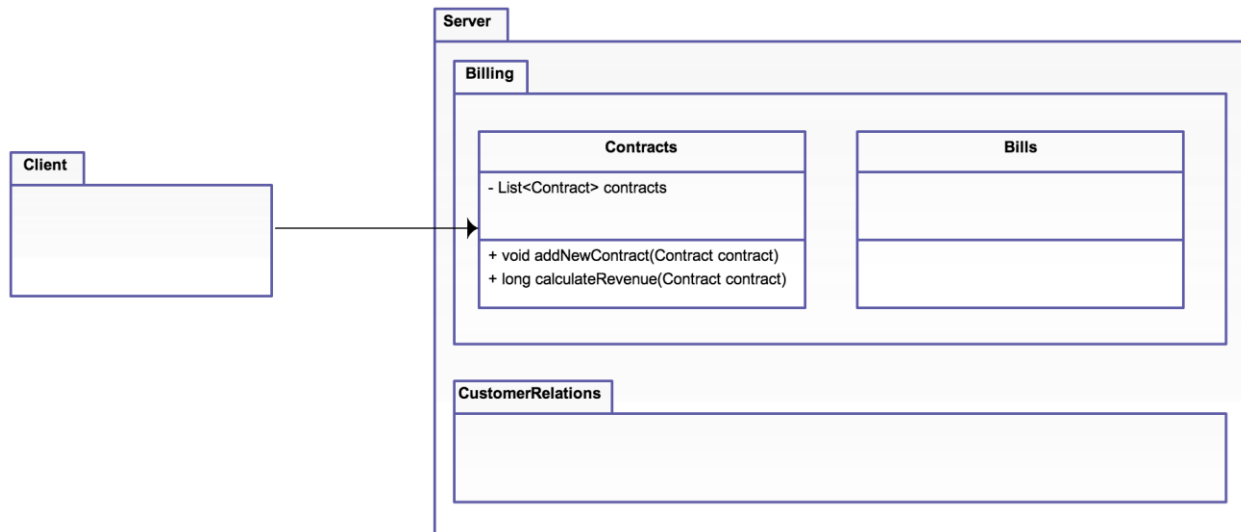 Server
Billing
Contracts
Bills
Client
- List<Contract> contracts
+ void addNewContract(Contract contract)
+ long calculateRevenue(Contract contract)
CustomerRelations